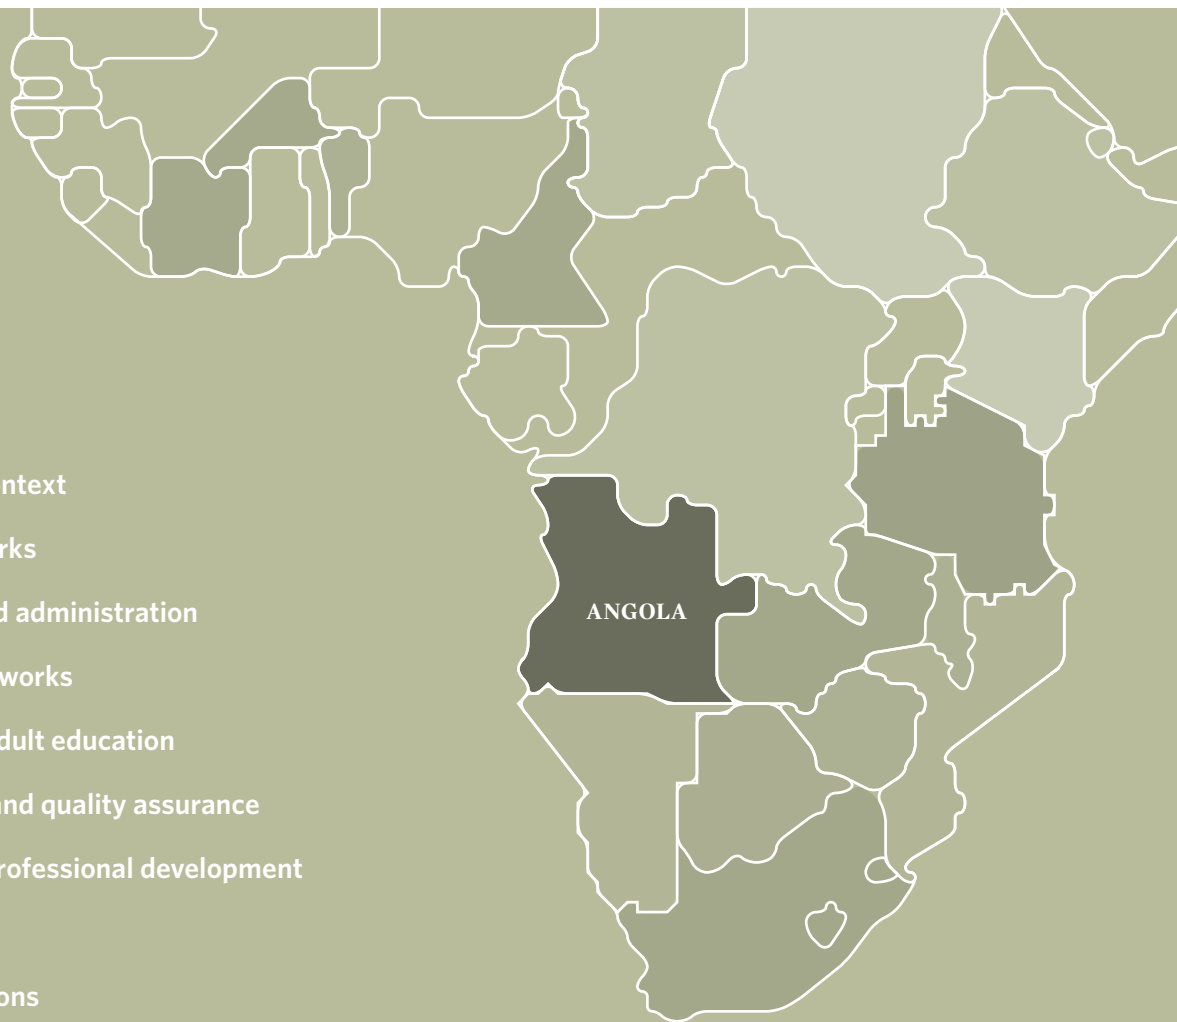 ntext
rks
d administration
ANGOLA
works
dult education
and quality assurance
rofessional development
ons